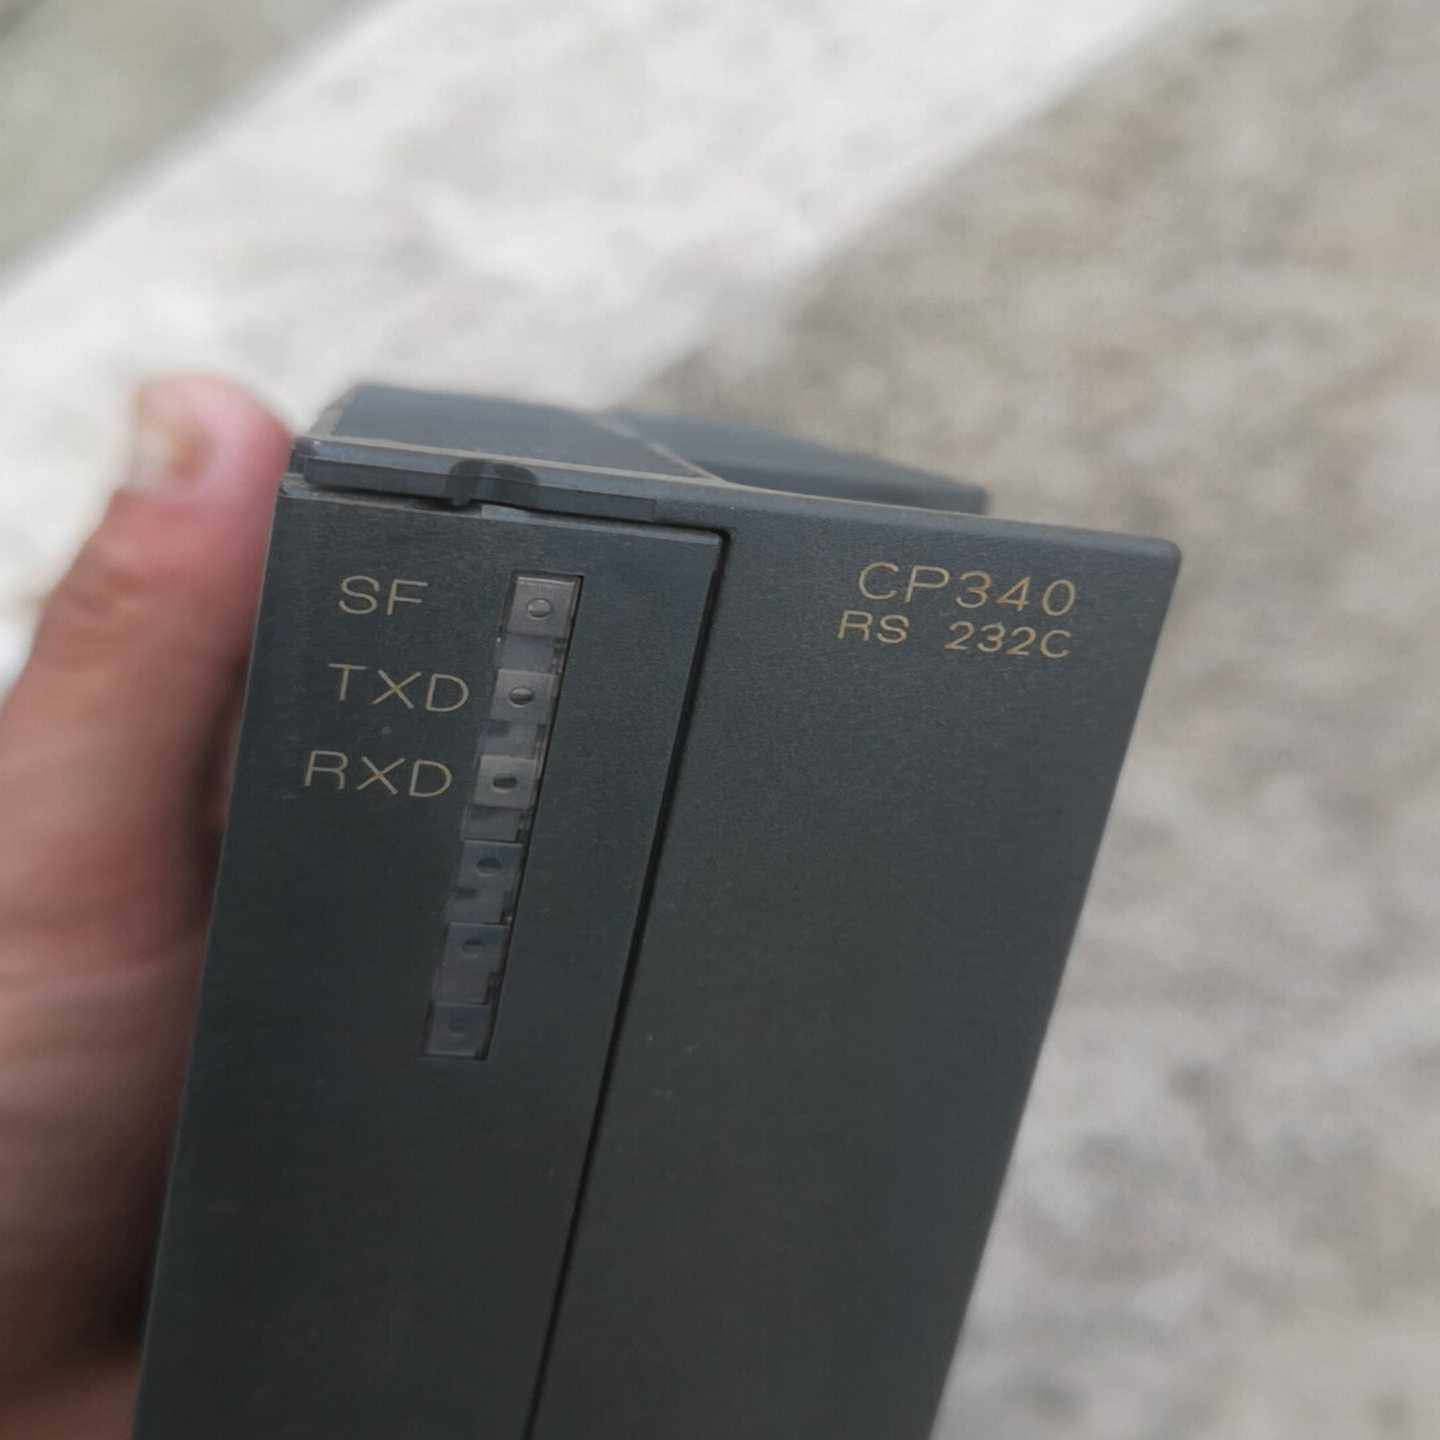 SF
TXD
RXD
CP340
RS 232C